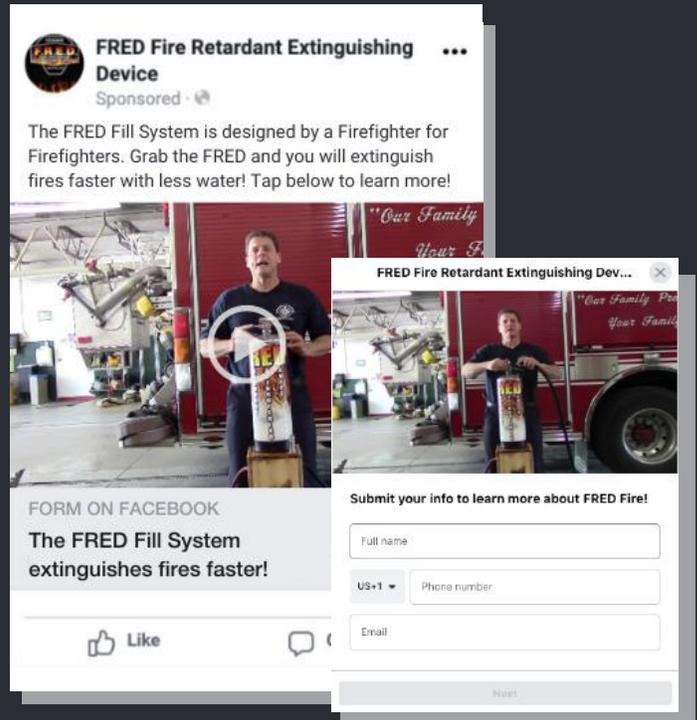 FRED
FRED Fire Retardant Extinguishing
Device
Sponsored ·
The FRED Fill System is designed by a Firefighter for
Firefighters. Grab the FRED and you will extinguish
fires faster with less water! Tap below to learn more!
"Our Family
Your F
FORM ON FACEBOOK
The FRED Fill System
extinguishes fires faster!
Like
FRED Fire Retardant Extinguishing Dev...
"Our Family Pro
Your Family
Submit your info to learn more about FRED Fire!
Full name
US+1
Phone number
Email
Next